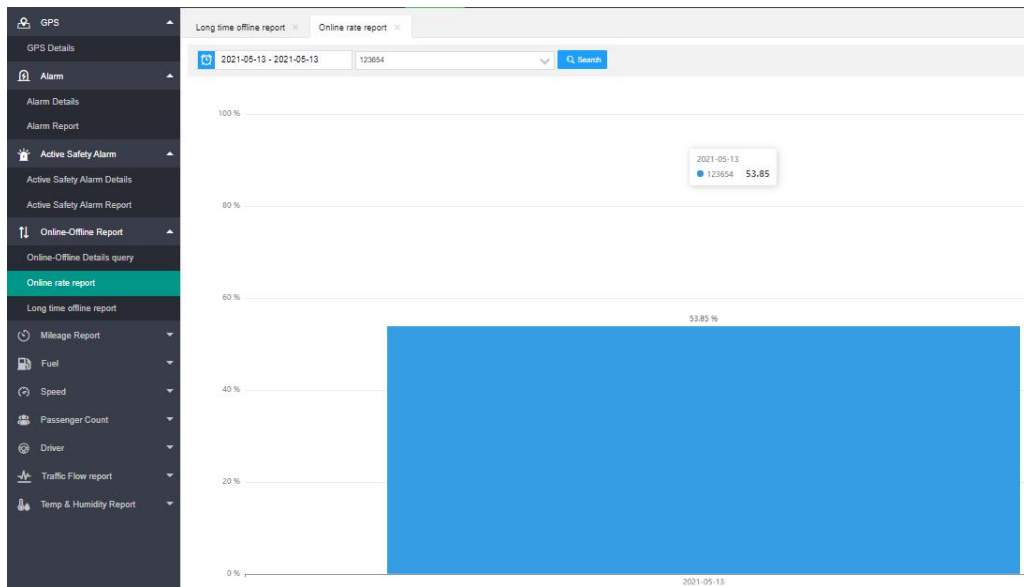 GPS
GPS Details
Alarm
Alarm Details
Alarm Report
Active Safety Alarm
Active Safety Alarm Details
Active Safety Alarm Report
Online-Offline Report
Online-Offline Details query
Online rate report
Long time offline report
Mileage Report
Fuel
Speed
Passenger Count
Driver
Traffic Flow report
Temp & Humidity Report
Long time offline report × Online rate report ×
2021-05-13 - 2021-05-13 123654 Search
100 %
2021-05-13
123654 53.85
80 %
60 %
53.85 %
40 %
20 %
0 %
2021-05-13